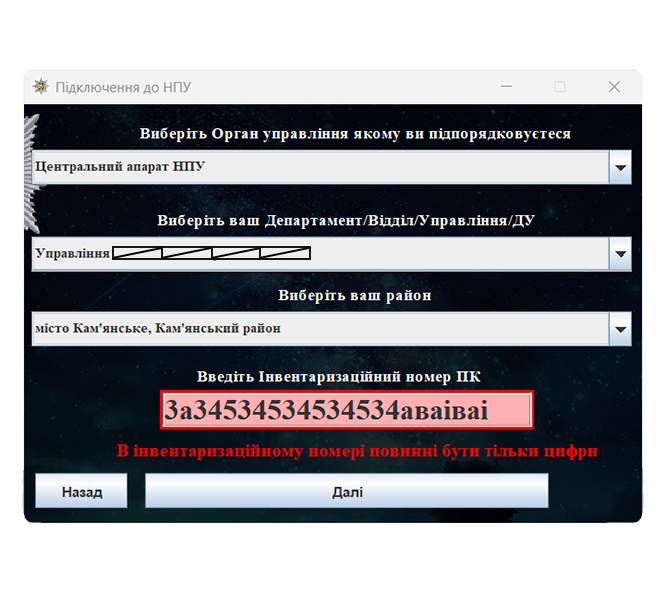 Підключення до НПУ
Виберіть Орган управління якому ви підпорядковуєтеся
Центральний апарат НПУ
Виберіть ваш Департамент/Відділ/Управління/ДУ
Управління
Виберіть ваш район
місто Кам'янське, Кам'янський район
Введіть Інвентаризаційний номер ПК
3а34534534534534аваіваі
В інвентаризаційному номері повинні бути тільки цифри
Назад
Далі